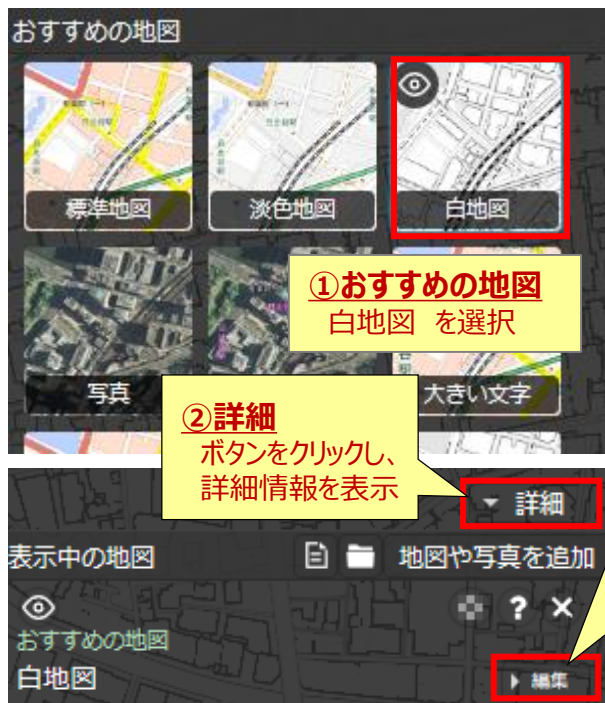 おすすめの地図
標準地図
淡色地図
白地図
①おすすめの地図
白地図 を選択
写真
大きい文字
②詳細
ボタンをクリックし、
詳細情報を表示
詳細
表示中の地図
地図や写真を追加
? ×
おすすめの地図
白地図
編集